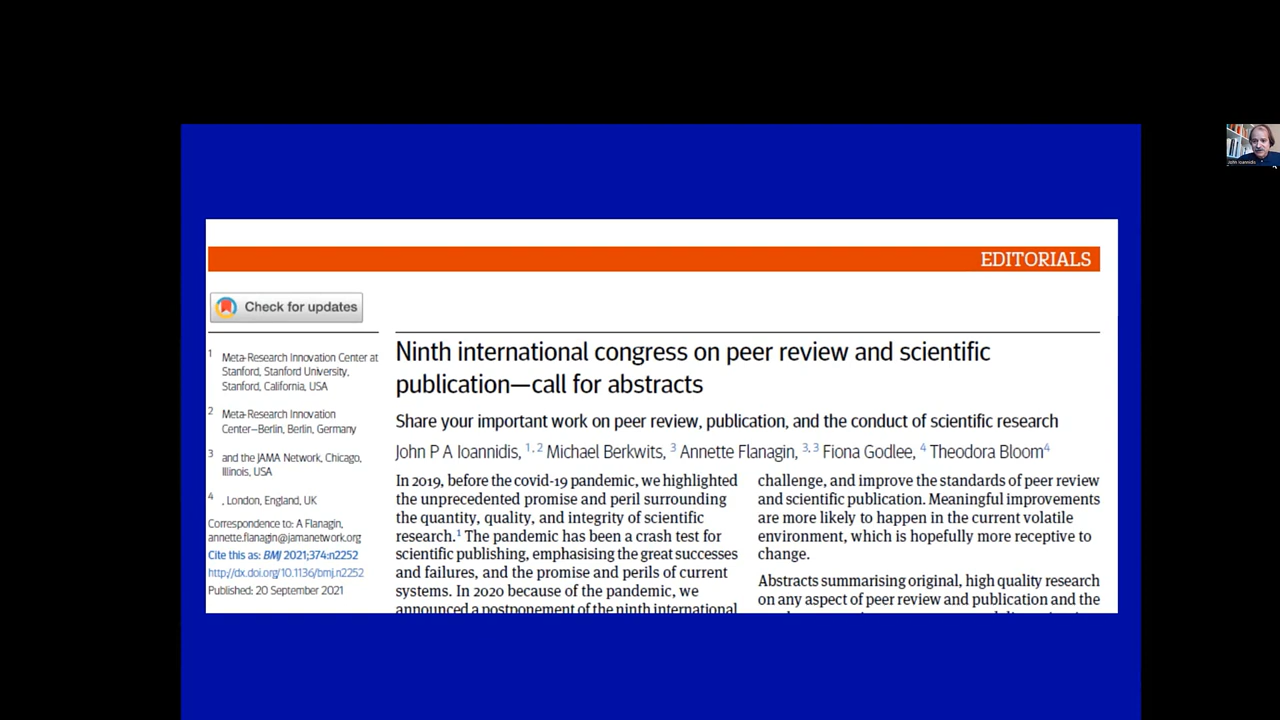 EDITORIALS
Check for updates
1 Meta-Research Innovation Center at
Stanford, Stanford University,
Stanford, California, USA
2 Meta-Research Innovation
Center—Berlin, Berlin, Germany
3 and the JAMA Network, Chicago,
Illinois, USA
4 , London, England, UK
Correspondence to: A Flanagin,
annette.flanagin@jamanetwork.org
Cite this as: BMJ 2021;374:n2252
http://dx.doi.org/10.1136/bmj.n2252
Published: 20 September 2021
Ninth international congress on peer review and scientific
publication—call for abstracts
Share your important work on peer review, publication, and the conduct of scientific research
John P A Ioannidis, 1, 2 Michael Berkwits, 3 Annette Flanagin, 3, 3 Fiona Godlee, 4 Theodora Bloom4
In 2019, before the covid-19 pandemic, we highlighted
the unprecedented promise and peril surrounding
the quantity, quality, and integrity of scientific
research.1 The pandemic has been a crash test for
scientific publishing, emphasising the great successes
and failures, and the promise and perils of current
systems. In 2020 because of the pandemic, we
announced a postponement of the ninth international
challenge, and improve the standards of peer review
and scientific publication. Meaningful improvements
are more likely to happen in the current volatile
environment, which is hopefully more receptive to
change.
Abstracts summarising original, high quality research
on any aspect of peer review and publication and the
John Ioannidis